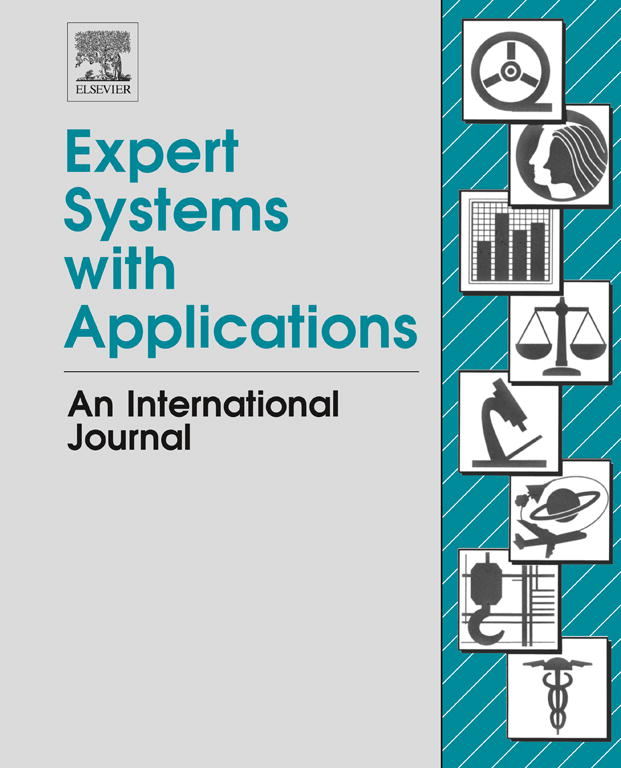 ELSEVIER
Expert
Systems
with
Applications
An International
Journal